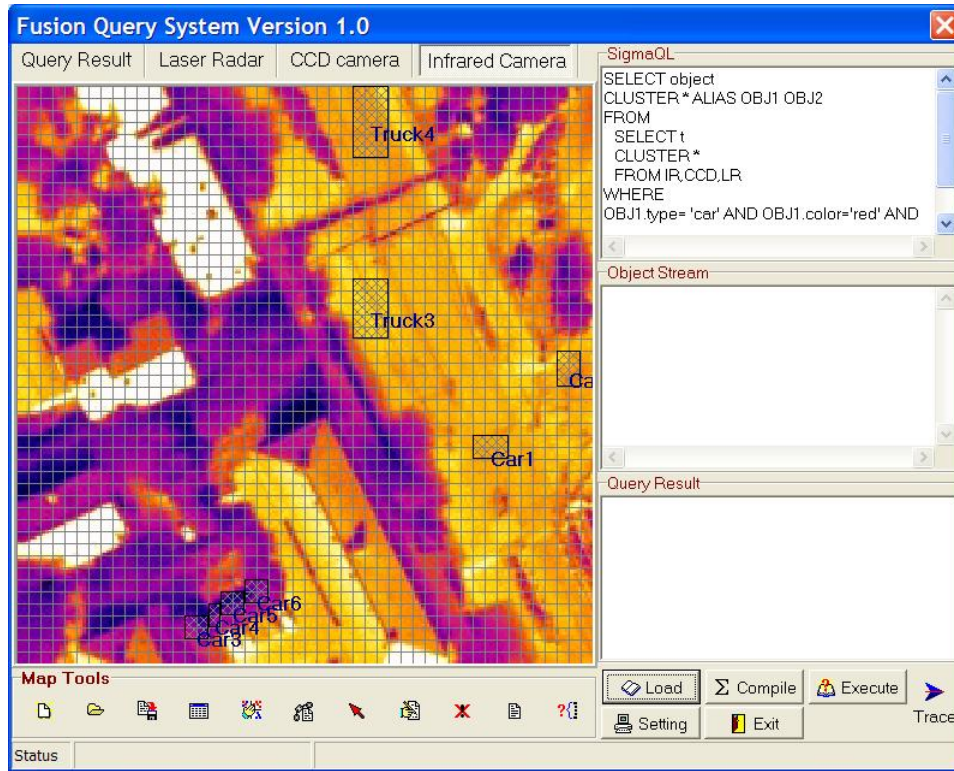 Fusion Query System Version 1.0
Query Result
Laser Radar
CCD camera
Infrared Camera
Truck4
Truck3
Ca
Car1
Car6
Car5
Car4
Car3
SigmaQL
SELECT object
CLUSTER * ALIAS OBJ1 OBJ2
FROM
SELECT t
CLUSTER *
FROM IR,CCD,LR
WHERE
OBJ1.type= 'car' AND OBJ1.color='red' AND
Object Stream
Query Result
Map Tools
?{}
Load
Σ Compile
Execute
Trace
Setting
Exit
Status